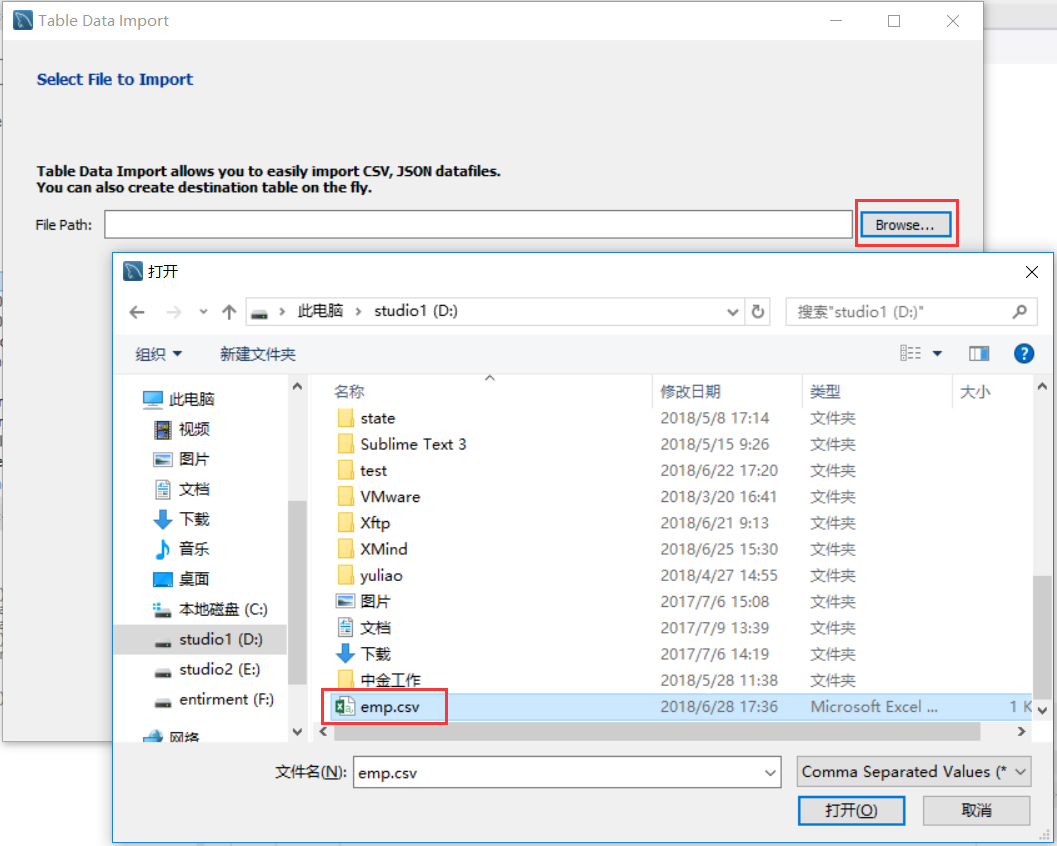 Table Data Import
Select File to Import
Table Data Import allows you to easily import CSV, JSON datafiles.
You can also create destination table on the fly.
File Path:
Browse...
打开
此电脑 > studio1 (D:)
搜索"studio1 (D:)"
组织
新建文件夹
此电脑
视频
图片
文档
下载
音乐
桌面
本地磁盘 (C:)
studio1 (D:)
studio2 (E:)
entirment (F:)
网络
名称 修改日期 类型 大小
state 2018/5/8 17:14 文件夹
Sublime Text 3 2018/5/15 9:26 文件夹
test 2018/6/22 17:20 文件夹
VMware 2018/3/20 16:41 文件夹
Xftp 2018/6/21 9:13 文件夹
XMind 2018/6/25 15:30 文件夹
yuliao 2018/4/27 14:55 文件夹
图片 2017/7/6 15:08 文件夹
文档 2017/7/9 13:39 文件夹
下载 2017/7/6 14:19 文件夹
中金工作 2018/5/28 11:38 文件夹
emp.csv 2018/6/28 17:36 Microsoft Excel ... 1 K
文件名(N):
emp.csv
Comma Separated Values (*
打开(O)
取消